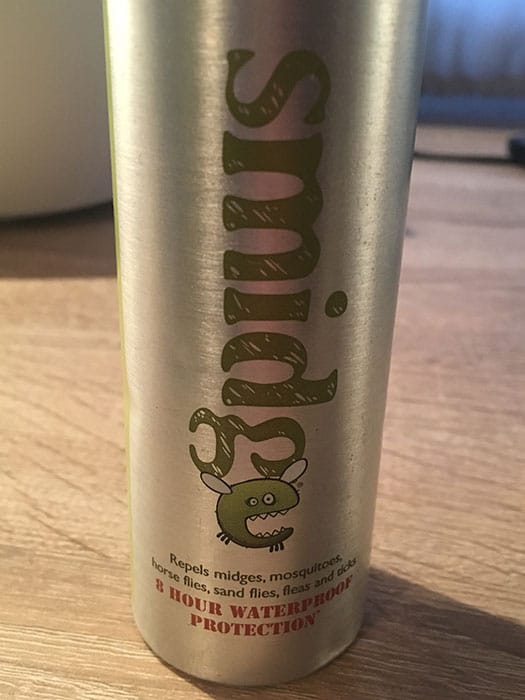 smidge
Repels midges, mosquitoes,
horse flies, sand flies, fleas and ticks
8 HOUR WATERPROOF
PROTECTION*